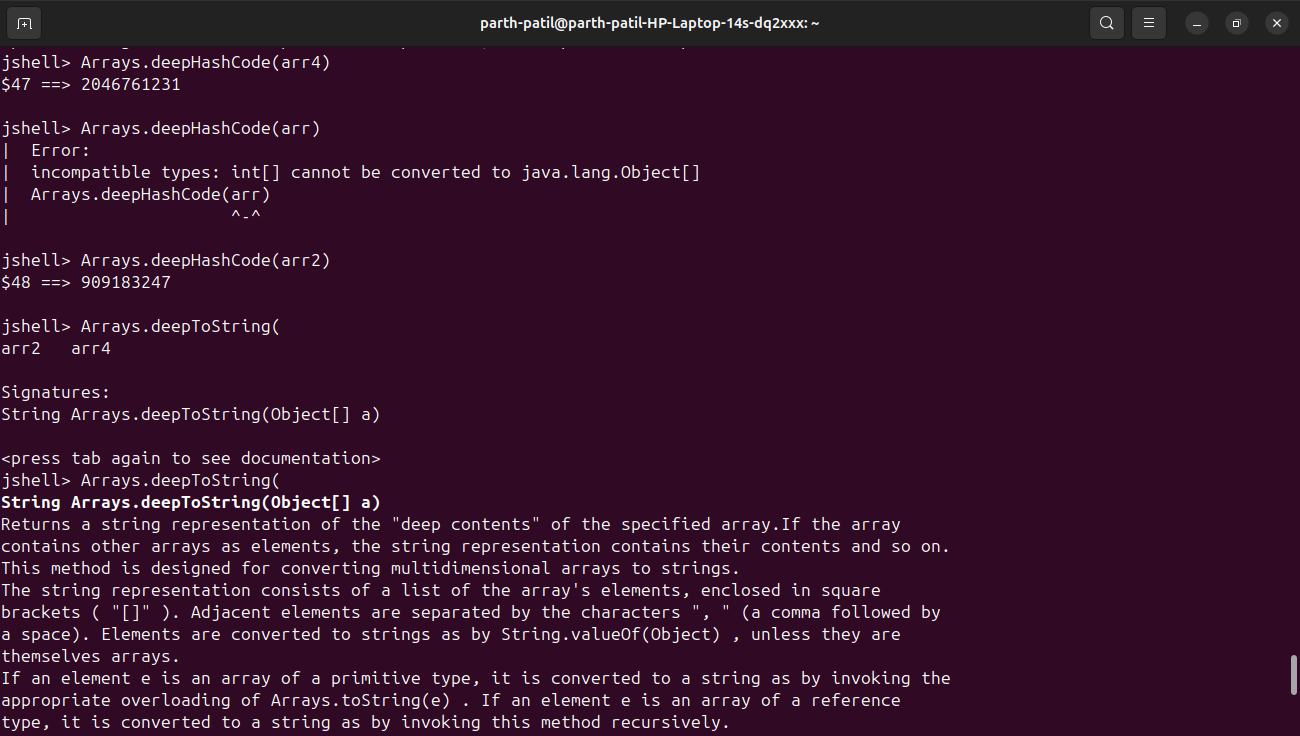 parth-patil@parth-patil-HP-Laptop-14s-dq2xxx: ~
jshell> Arrays.deepHashCode(arr4)
$47 ==> 2046761231
jshell> Arrays.deepHashCode(arr)
|  Error:
|  incompatible types: int[] cannot be converted to java.lang.Object[]
|  Arrays.deepHashCode(arr)
|                      ^-^
jshell> Arrays.deepHashCode(arr2)
$48 ==> 909183247
jshell> Arrays.deepToString(
arr2   arr4
Signatures:
String Arrays.deepToString(Object[] a)
<press tab again to see documentation>
jshell> Arrays.deepToString(
String Arrays.deepToString(Object[] a)
Returns a string representation of the "deep contents" of the specified array.If the array
contains other arrays as elements, the string representation contains their contents and so on.
This method is designed for converting multidimensional arrays to strings.
The string representation consists of a list of the array's elements, enclosed in square
brackets ( "[]" ). Adjacent elements are separated by the characters ", " (a comma followed by
a space). Elements are converted to strings as by String.valueOf(Object) , unless they are
themselves arrays.
If an element e is an array of a primitive type, it is converted to a string as by invoking the
appropriate overloading of Arrays.toString(e) . If an element e is an array of a reference
type, it is converted to a string as by invoking this method recursively.